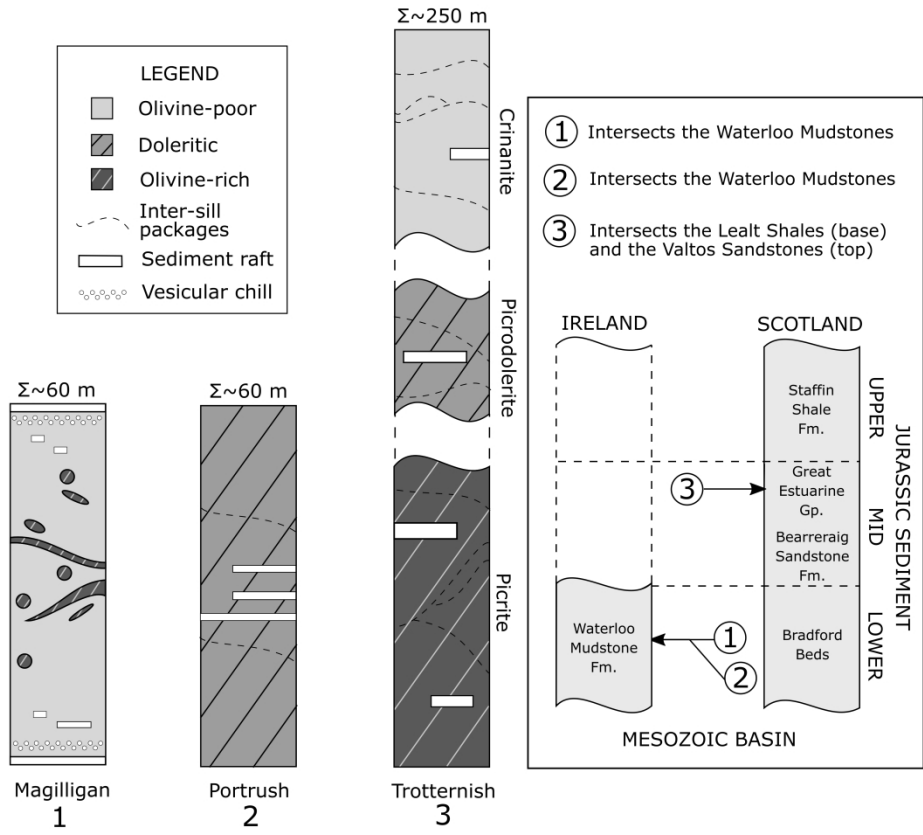 LEGEND
Olivine-poor
Doleritic
Olivine-rich
Inter-sill
packages
Sediment raft
Vesicular chill
Σ~60 m
Magilligan
1
Σ~60 m
Portrush
2
Σ~250 m
Crinanite
Picrodolerite
Picrite
Trotternish
3
1 Intersects the Waterloo Mudstones
2 Intersects the Waterloo Mudstones
3 Intersects the Lealt Shales (base)
and the Valtos Sandstones (top)
IRELAND
SCOTLAND
Staffin
Shale
Fm.
Great
Estuarine
Gp.
Bearreraig
Sandstone
Fm.
Bradford
Beds
Waterloo
Mudstone
Fm.
3
1
2
UPPER
MID
LOWER
JURASSIC SEDIMENT
MESOZOIC BASIN